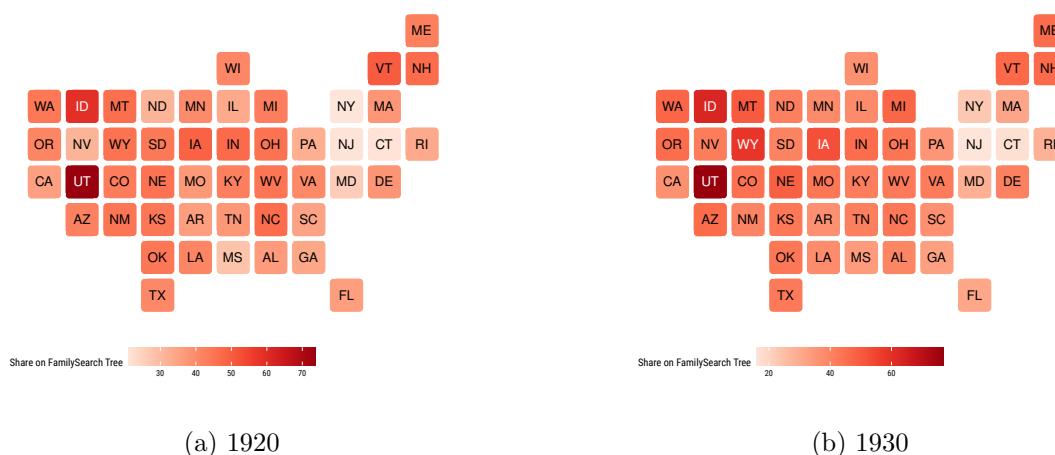 ME
WI VT NH
WA ID MT ND MN IL MI NY MA
OR NV WY SD IA IN OH PA NJ CT RI
CA UT CO NE MO KY WV VA MD DE
AZ NM KS AR TN NC SC
OK LA MS AL GA
TX FL
Share on FamilySearch Tree
30 40 50 60 70
(a) 1920
ME
WI VT NH
WA ID MT ND MN IL MI NY MA
OR NV WY SD IA IN OH PA NJ CT RI
CA UT CO NE MO KY WV VA MD DE
AZ NM KS AR TN NC SC
OK LA MS AL GA
TX FL
Share on FamilySearch Tree
20 40 60
(b) 1930